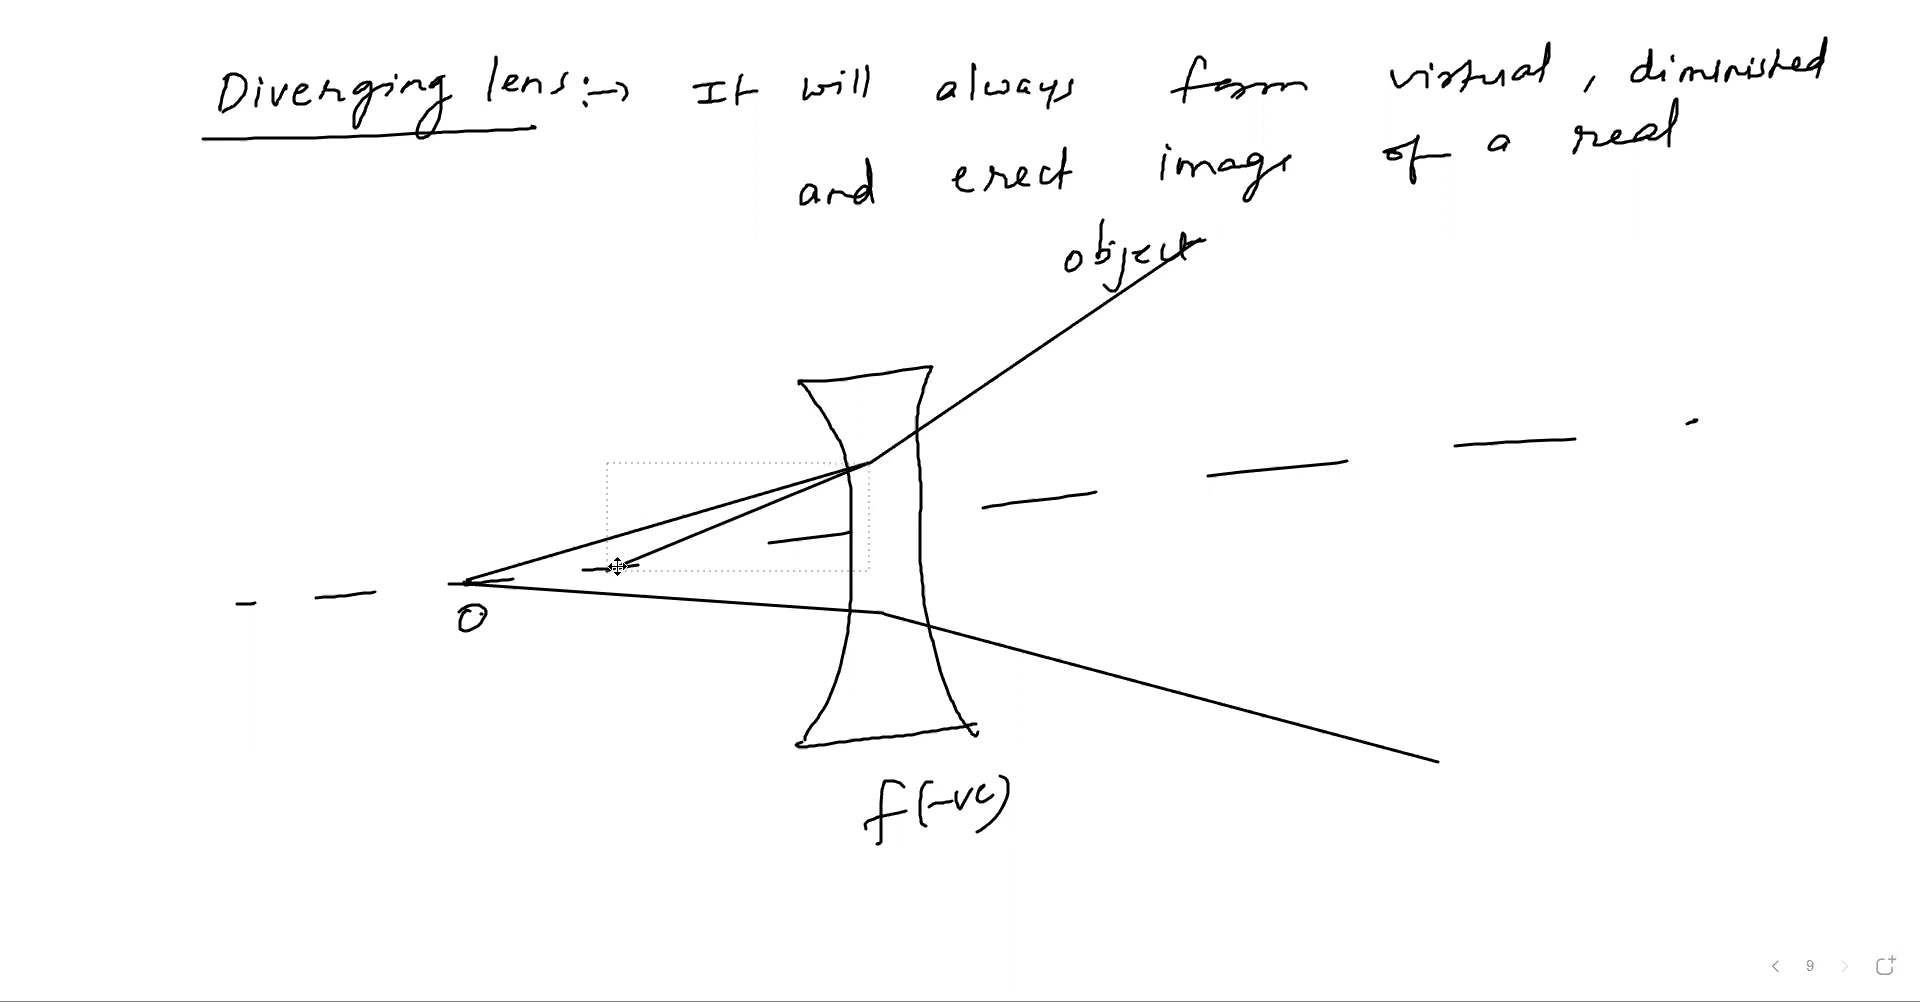 Diverging lens :→ It will always form virtual, diminished
and erect image of a real
object
O
f(-ve)
9